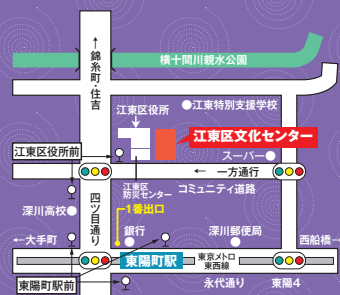 横十間川親水公園
←錦糸町・住吉
江東区役所
江東特別支援学校
江東区文化センター
江東区役所前
スーパー
← 一方通行
江東区
防災センター
コミュニティ道路
四ツ目通り
深川高校
1番出口
←大手町
銀行
深川郵便局
西船橋→
東陽町駅
東京メトロ
東西線
東陽町駅前
永代通り
東陽4